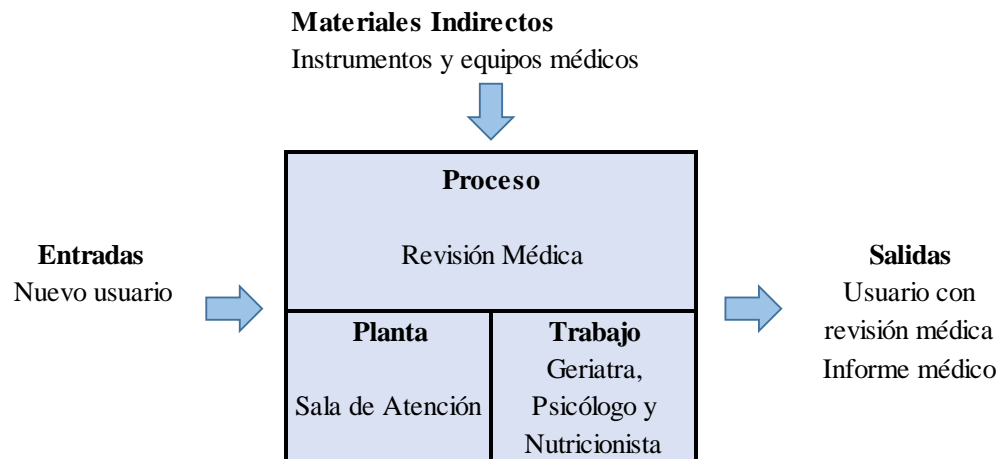 Materiales Indirectos
Instrumentos y equipos médicos
Proceso
Revisión Médica
Entradas
Nuevo usuario
Salidas
Usuario con
revisión médica
Informe médico
Planta
Sala de Atención
Trabajo
Geriatra,
Psicólogo y
Nutricionista